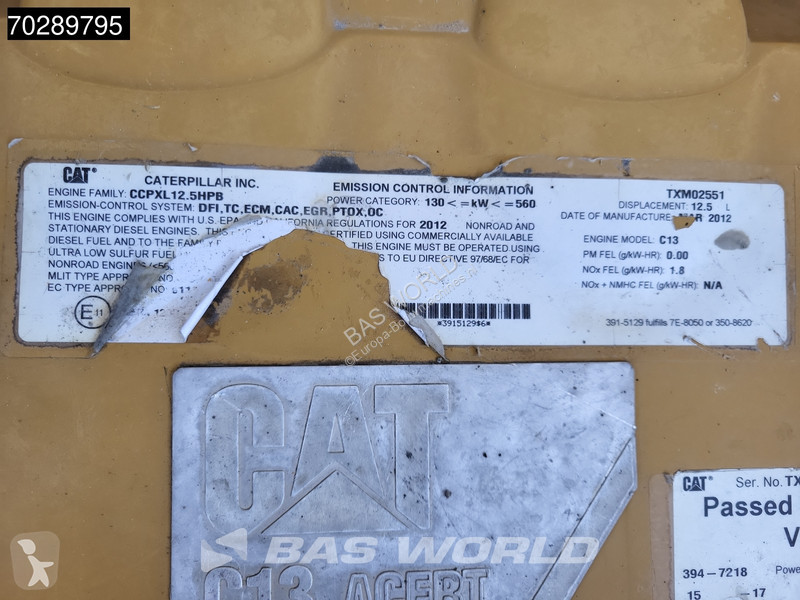 70289795
CAT
CATERPILLAR INC.
EMISSION CONTROL INFORMATION
TXM02551
ENGINE FAMILY: CCPXL12.5HPB
POWER CATEGORY: 130<=kW<=560
DISPLACEMENT: 12.5 L
EMISSION-CONTROL SYSTEM: DFI,TC,ECM,CAC,EGR,PTOX,OC
DATE OF MANUFACTURE: MAR 2012
THIS ENGINE COMPLIES WITH U.S. EPA REGULATIONS FOR 2012 NONROAD AND
STATIONARY DIESEL ENGINES. CERTIFIED USING COMMERCIALLY AVAILABLE
ENGINE MODEL: C13
DIESEL FUEL AND TO THE FAMILY ENGINE MUST BE OPERATED USING
PM FEL (g/kW-HR): 0.00
ULTRA LOW SULFUR FUEL
NONROAD ENGINES TO EU DIRECTIVE 97/68/EC FOR
NOx FEL (g/kW-HR): 1.8
MLIT TYPE
NOx + NMHC FEL (g/kW-HR): N/A
EC TYPE
E 11
*391512996*
391-5129 fulfills 7E-8050 or 350-8620
BAS WORLD
CAT
C13 ACERT
BAS WORLD
CAT Ser. No. TX
Passed
V
394-7218 Powe
15 -17